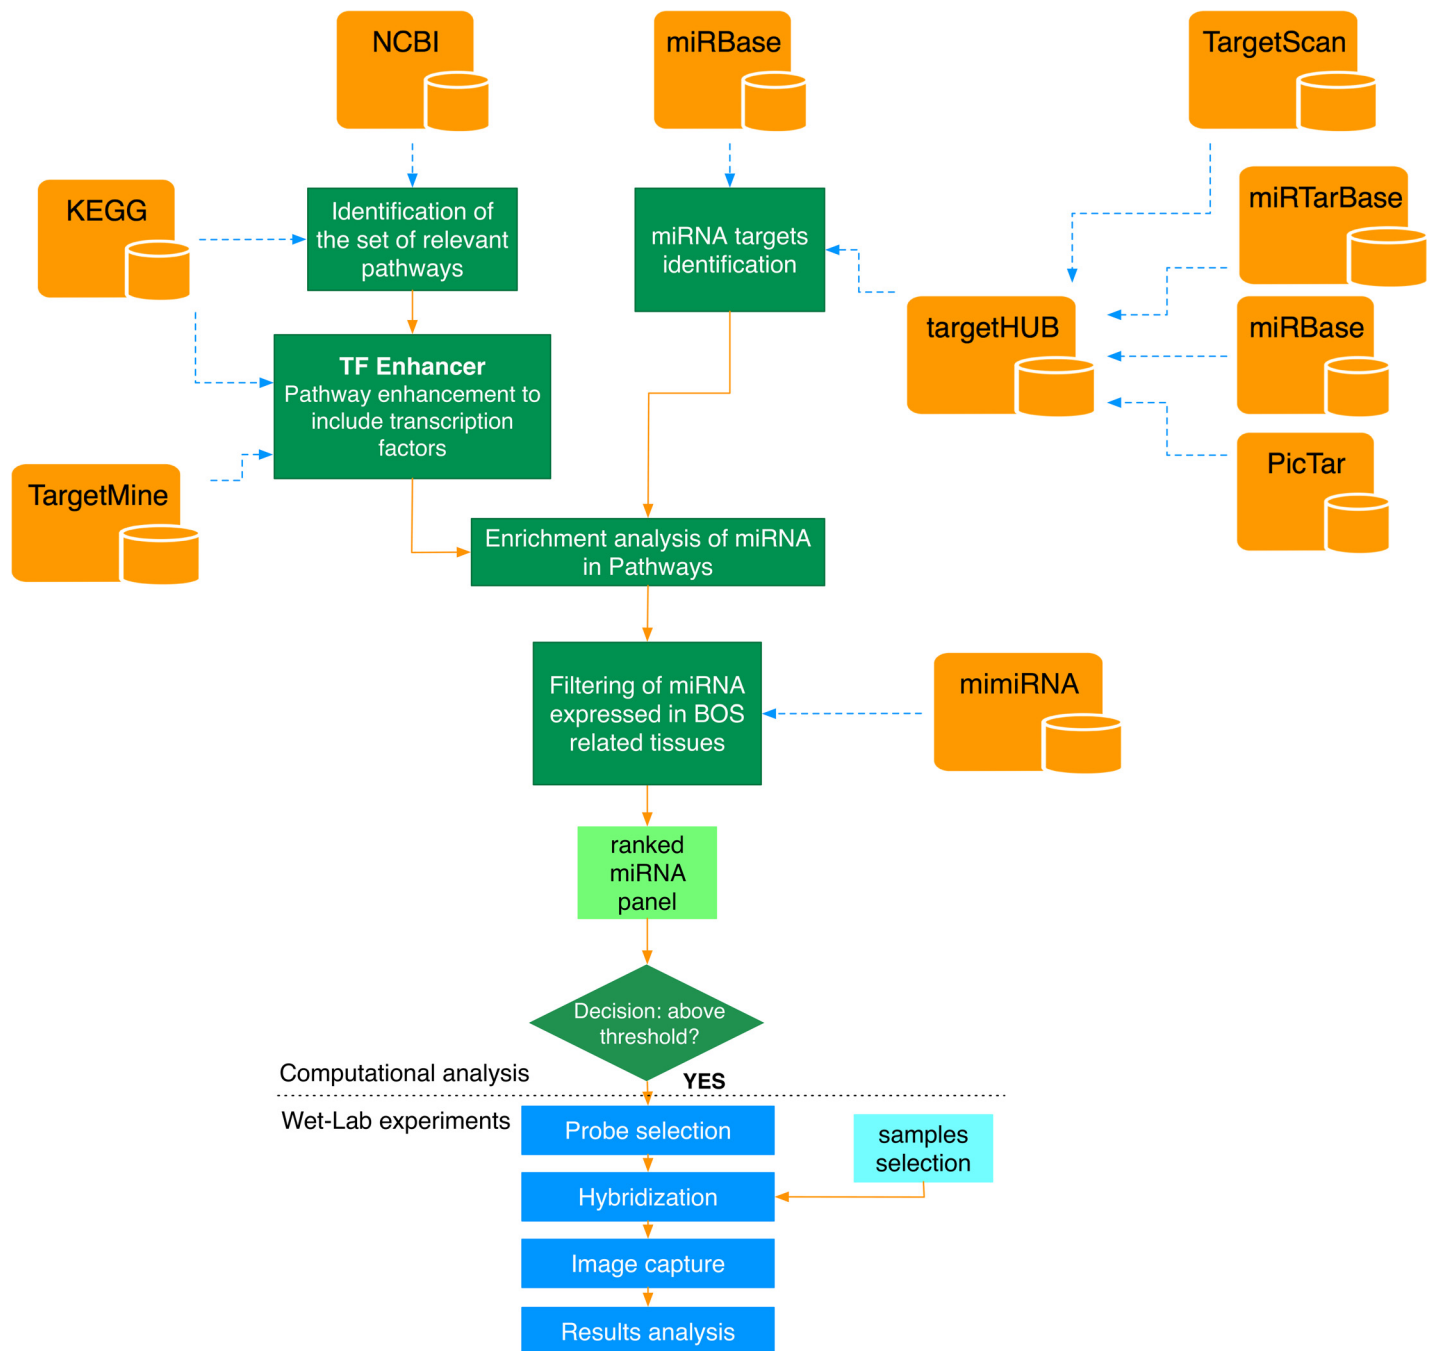 NCBI
miRBase
TargetScan
KEGG
Identification of
the set of relevant
pathways
miRNA targets
identification
miRTarBase
targetHUB
miRBase
TF Enhancer
Pathway enhancement to
include transcription
factors
PicTar
TargetMine
Enrichment analysis of miRNA
in Pathways
Filtering of miRNA
expressed in BOS
related tissues
mimiRNA
ranked
miRNA
panel
Decision: above
threshold?
Computational analysis
YES
Wet-Lab experiments
Probe selection
samples
selection
Hybridization
Image capture
Results analysis